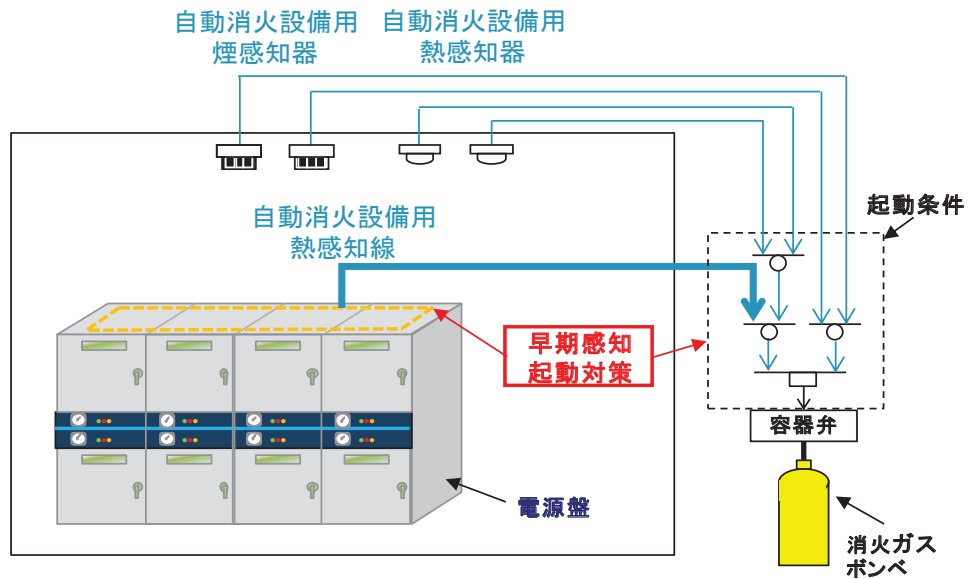 自動消火設備用
煙感知器
自動消火設備用
熱感知器
自動消火設備用
熱感知線
起動条件
早期感知
起動対策
容器弁
電源盤
消火ガス
ボンベ